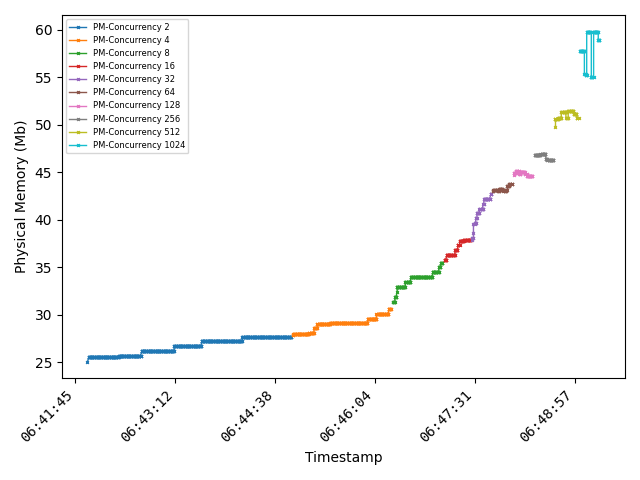 60
55
50
45
40
35
30
25
Physical Memory (Mb)
PM-Concurrency 2
PM-Concurrency 4
PM-Concurrency 8
PM-Concurrency 16
PM-Concurrency 32
PM-Concurrency 64
PM-Concurrency 128
PM-Concurrency 256
PM-Concurrency 512
PM-Concurrency 1024
06:41:45
06:43:12
06:44:38
06:46:04
06:47:31
06:48:57
Timestamp